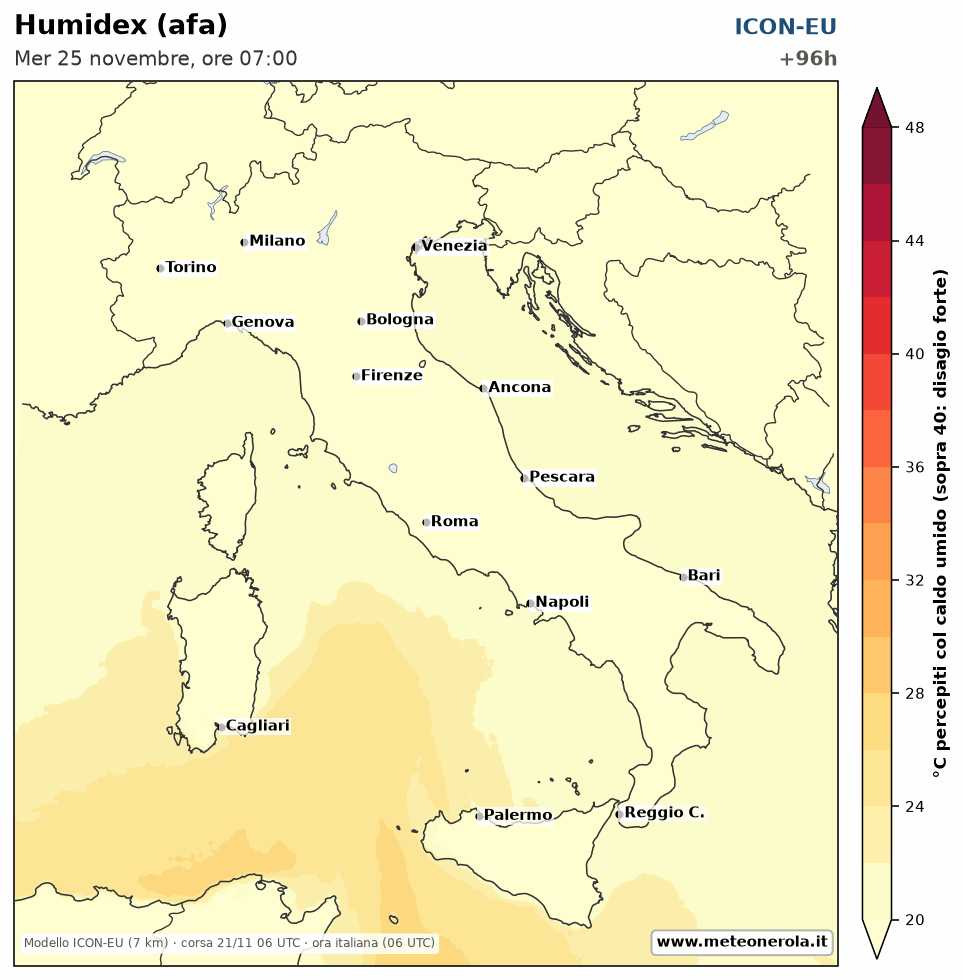 Humidex (afa)
ICON-EU
Mer 25 novembre, ore 07:00
+96h
48
44
40
36
32
28
24
20
°C percepiti col caldo umido (sopra 40: disagio forte)
Milano
Venezia
Torino
Genova
Bologna
Firenze
Ancona
Pescara
Roma
Bari
Napoli
Cagliari
Palermo
Reggio C.
Modello ICON-EU (7 km) · corsa 21/11 06 UTC · ora italiana (06 UTC)
www.meteonerola.it